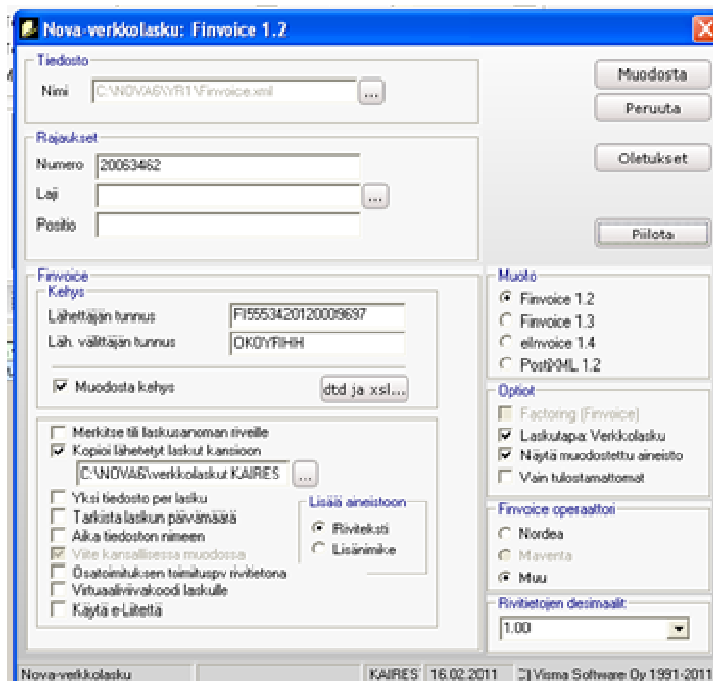 Nova-verkkolasku: Finvoice 1.2
Tiedosto
Nimi C:\NOVA6\YR1\Finvoice.xml ...
Muodosta
Peruuta
Rajaukset
Numero 20063462
Oletukset
Laji ...
Positio
Piilota
Finvoice
Kehys
Lähettäjän tunnus FI5553420120009697
Läh. välittäjän tunnus OKOYFIHH
Muodosta kehys dtd ja xsl...
Merkitse tili laskusanoman riveille
Kopioi lähetetyt laskut kansioon
C:\NOVA6\verkkolaskut KAIRES ...
Yksi tiedosto per lasku
Tarkista laskun päivämäärä
Aika tiedoston nimeen
Viite kansallisessa muodossa
Osatoimituksen toimituspv rivitietona
Virtuaaliviivakoodi laskulle
Käytä e-Liitettä
Lisää aineistoon
Riviteksti
Lisänimike
Muoto
Finvoice 1.2
Finvoice 1.3
eInvoice 1.4
PostiXML 1.2
Optiot
Factoring (Finvoice)
Laskutapa: Verkkolasku
Näytä muodostettu aineisto
Vain tulostamattomat
Finvoice operaattori
Nordea
Maventa
Muu
Rivitietojen desimaalit:
1.00
Nova-verkkolasku KAIRES 16.02.2011 Visma Software Oy 1991-2011